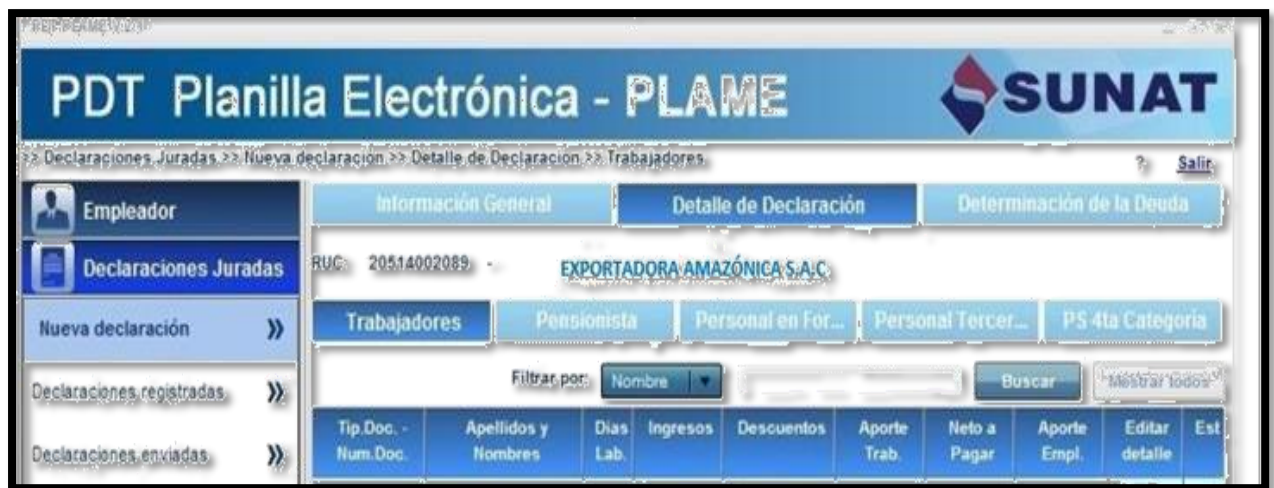 PDT Planilla Electrónica - PLAME
SUNAT
>> Declaraciones Juradas >> Nueva declaración >> Detalle de Declaración >> Trabajadores
? Salir
Empleador
Información General Detalle de Declaración Determinación de la Deuda
Declaraciones Juradas
RUC: 20514002089 - EXPORTADORA AMAZÓNICA S.A.C
Nueva declaración »
Trabajadores Pensionista Personal en For... Personal Tercer... PS 4ta Categoria
Declaraciones registradas »
Filtrar por: Nombre Buscar Mostrar todos
Tip.Doc. - Apellidos y Dias Ingresos Descuentos Aporte Neto a Aporte Editar Est
Num.Doc. Nombres Lab. Trab. Pagar Empl. detalle
Declaraciones enviadas »